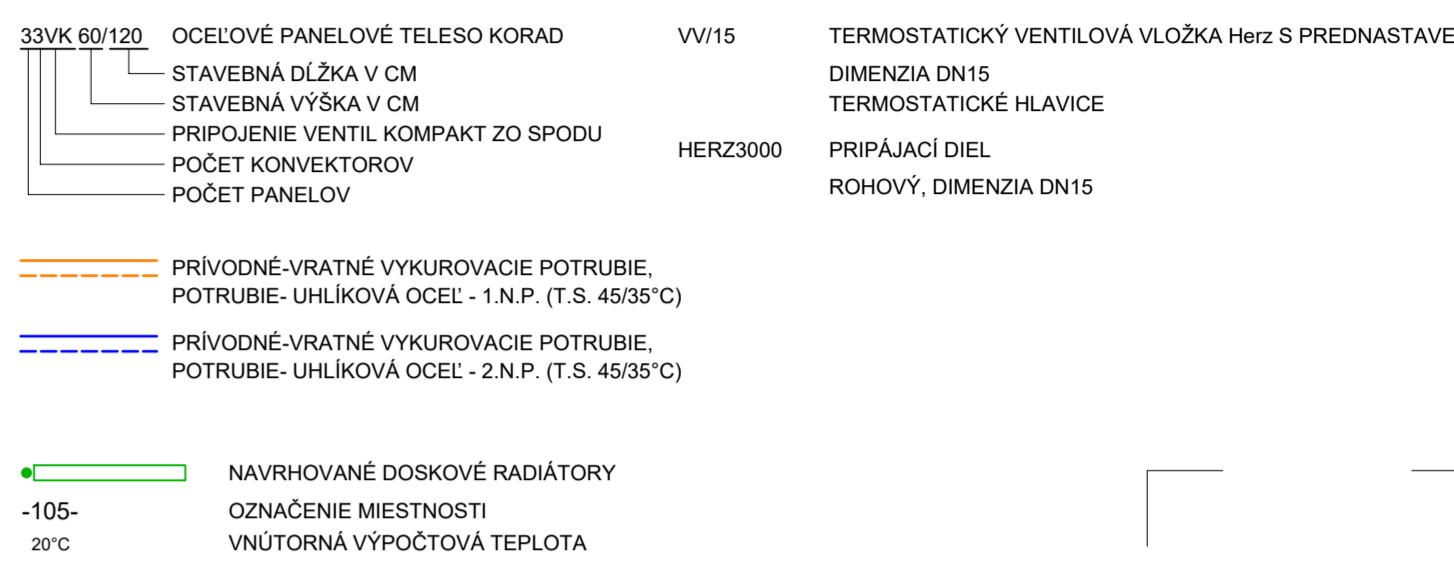 33VK 60/120 OCEĽOVÉ PANELOVÉ TELESO KORAD
STAVEBNÁ DĹŽKA V CM
STAVEBNÁ VÝŠKA V CM
PRIPOJENIE VENTIL KOMPAKT ZO SPODU
POČET KONVEKTOROV
POČET PANELOV
VV/15 TERMOSTATICKÝ VENTILOVÁ VLOŽKA Herz S PREDNASTAVE
DIMENZIA DN15
TERMOSTATICKÉ HLAVICE
HERZ3000 PRIPÁJACÍ DIEL
ROHOVÝ, DIMENZIA DN15
PRÍVODNÉ-VRATNÉ VYKUROVACIE POTRUBIE,
POTRUBIE- UHLÍKOVÁ OCEĽ - 1.N.P. (T.S. 45/35°C)
PRÍVODNÉ-VRATNÉ VYKUROVACIE POTRUBIE,
POTRUBIE- UHLÍKOVÁ OCEĽ - 2.N.P. (T.S. 45/35°C)
NAVRHOVANÉ DOSKOVÉ RADIÁTORY
-105- OZNAČENIE MIESTNOSTI
20°C VNÚTORNÁ VÝPOČTOVÁ TEPLOTA